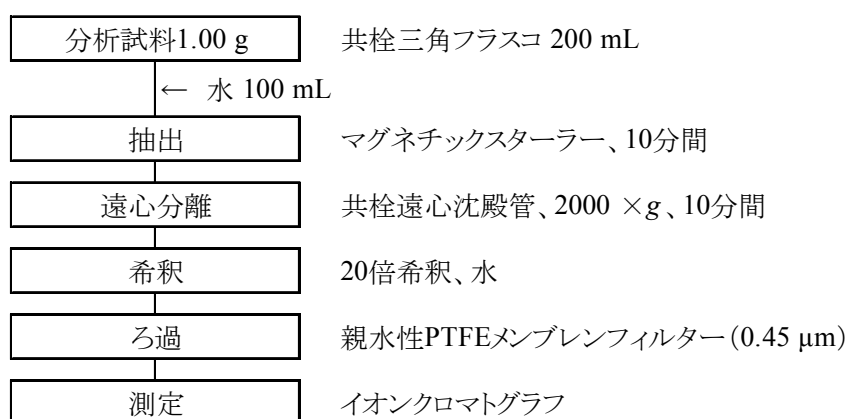 分析試料1.00 g 共栓三角フラスコ 200 mL
← 水 100 mL
抽出 マグネチックスターラー、10分間
遠心分離 共栓遠心沈殿管、2000 ×g、10分間
希釈 20倍希釈、水
ろ過 親水性PTFEメンブレンフィルター（0.45 µm）
測定 イオンクロマトグラフ